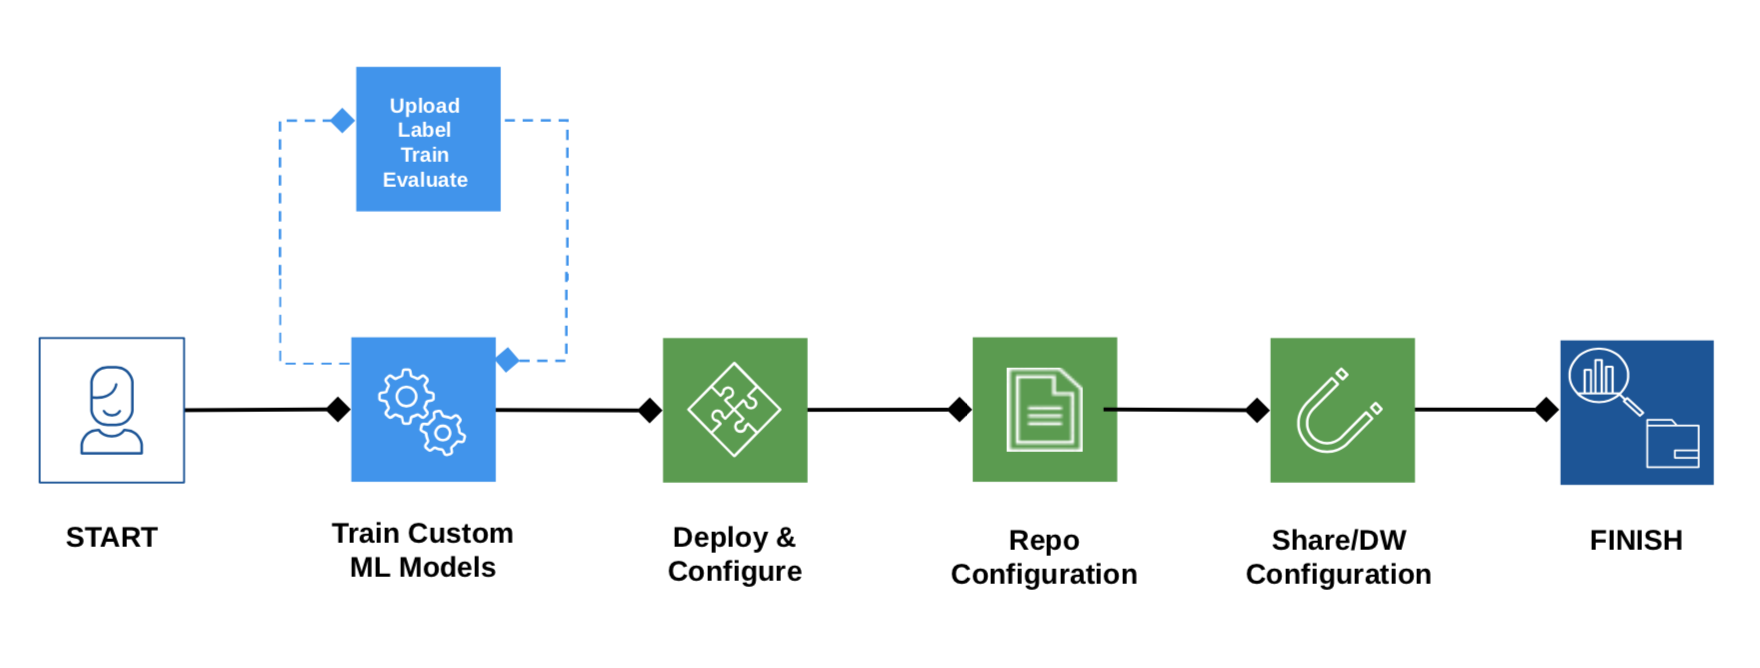 Upload
Label
Train
Evaluate
START
Train Custom
ML Models
Deploy &
Configure
Repo
Configuration
Share/DW
Configuration
FINISH